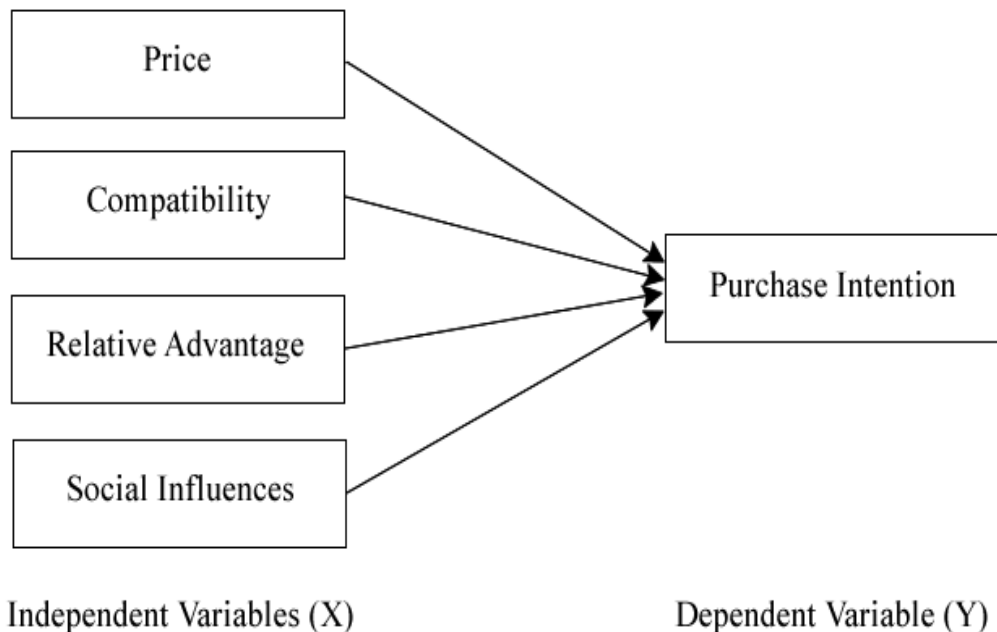 Price
Compatibility
Purchase Intention
Relative Advantage
Social Influences
Independent Variables (X)
Dependent Variable (Y)